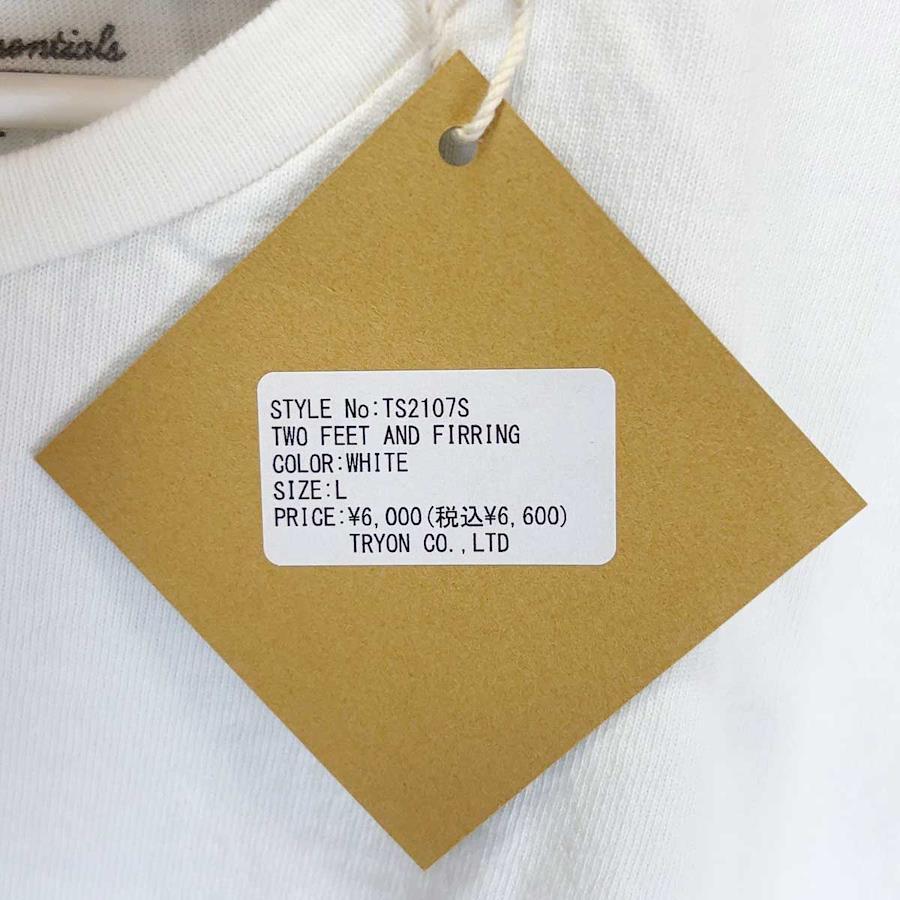 STYLE No:TS2107S
TWO FEET AND FIRRING
COLOR:WHITE
SIZE:L
PRICE:¥6,000(税込¥6,600)
TRYON CO.,LTD